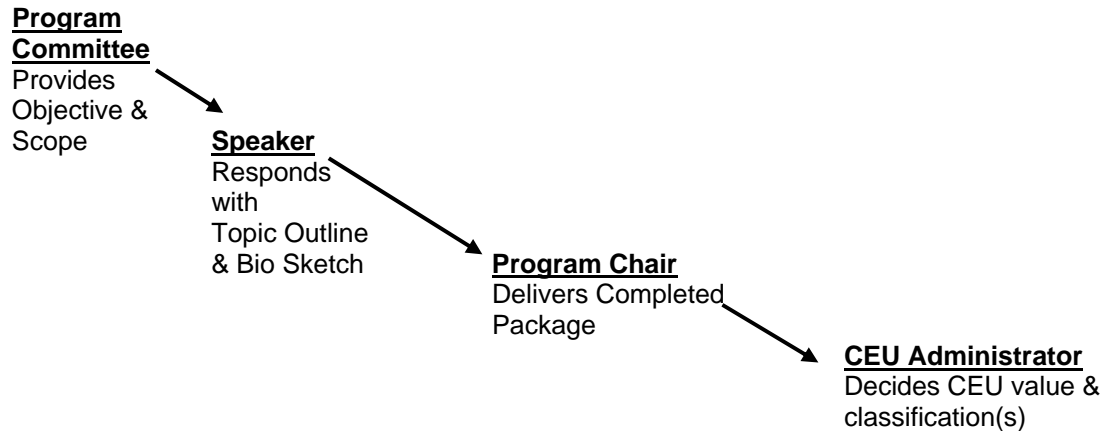 Program
Committee
Provides
Objective &
Scope
Speaker
Responds
with
Topic Outline
& Bio Sketch
Program Chair
Delivers Completed
Package
CEU Administrator
Decides CEU value &
classification(s)